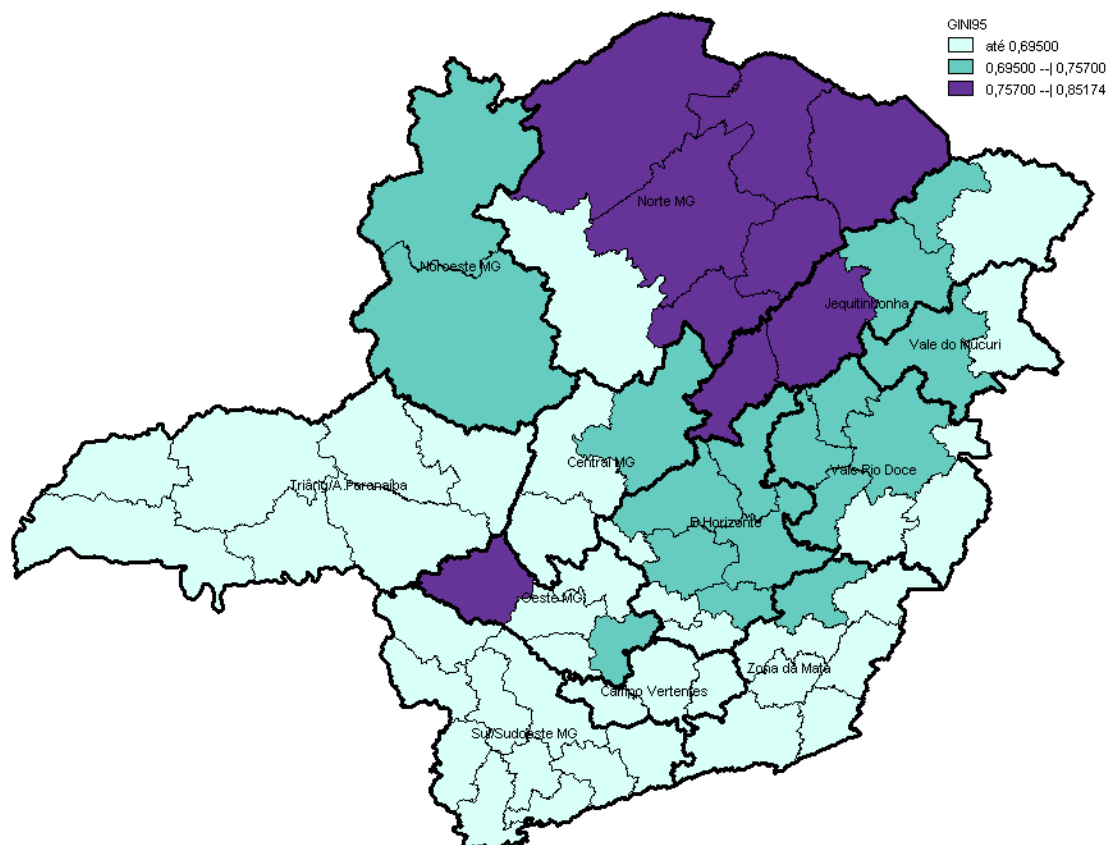 GINI95
até 0,69500
0,69500 --| 0,75700
0,75700 --| 0,85174
Norte MG
Noroeste MG
Jequitinhonha
Vale do Mucuri
Central MG
Vale Rio Doce
Triâng/A.Paranaíba
B.Horizonte
Oeste MG
Zona da Mata
Campo Vertentes
Sul/Sudoeste MG